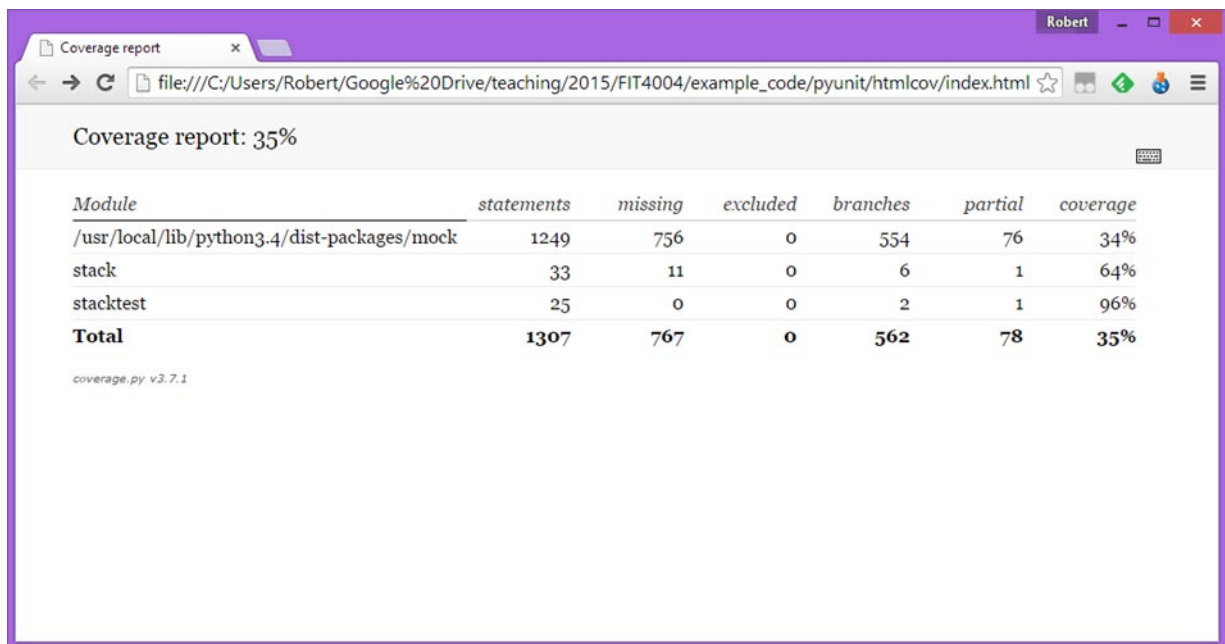 Robert
Coverage report
file:///C:/Users/Robert/Google%20Drive/teaching/2015/FIT4004/example_code/pyunit/htmlcov/index.html
Coverage report: 35%
Module statements missing excluded branches partial coverage
/usr/local/lib/python3.4/dist-packages/mock 1249 756 0 554 76 34%
stack 33 11 0 6 1 64%
stacktest 25 0 0 2 1 96%
Total 1307 767 0 562 78 35%
coverage.py v3.7.1